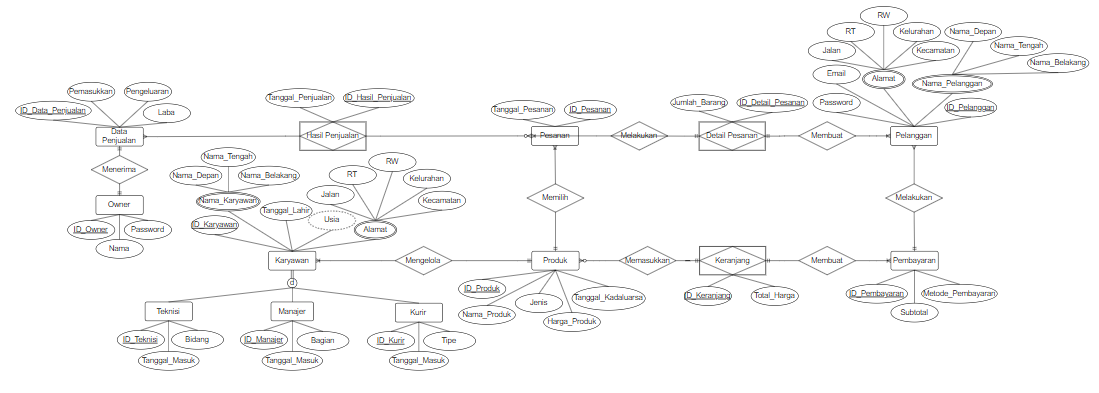 RW
RT
Kelurahan
Nama_Depan
Jalan
Kecamatan
Nama_Tengah
Nama_Belakang
Email
Alamat
Nama_Pelanggan
Password
ID_Pelanggan
Pemasukkan
Pengeluaran
ID_Data_Penjualan
Laba
Tanggal_Penjualan
ID_Hasil_Penjualan
Tanggal_Pesanan
ID_Pesanan
Jumlah_Barang
ID_Detail_Pesanan
Data
Penjualan
Hasil Penjualan
Pesanan
Melakukan
Detail Pesanan
Membuat
Pelanggan
Menerima
Nama_Tengah
Nama_Depan
Nama_Belakang
Nama_Karyawan
RW
RT
Kelurahan
Jalan
Kecamatan
Tanggal_Lahir
Usia
Alamat
ID_Karyawan
Owner
ID_Owner
Password
Nama
Memilih
Melakukan
Karyawan
Mengelola
Produk
Memasukkan
Keranjang
Membuat
Pembayaran
d
ID_Produk
Jenis
Tanggal_Kadaluarsa
Nama_Produk
Harga_Produk
ID_Keranjang
Total_Harga
ID_Pembayaran
Metode_Pembayaran
Subtotal
Teknisi
Manajer
Kurir
ID_Teknisi
Bidang
ID_Manajer
Bagian
ID_Kurir
Tipe
Tanggal_Masuk
Tanggal_Masuk
Tanggal_Masuk